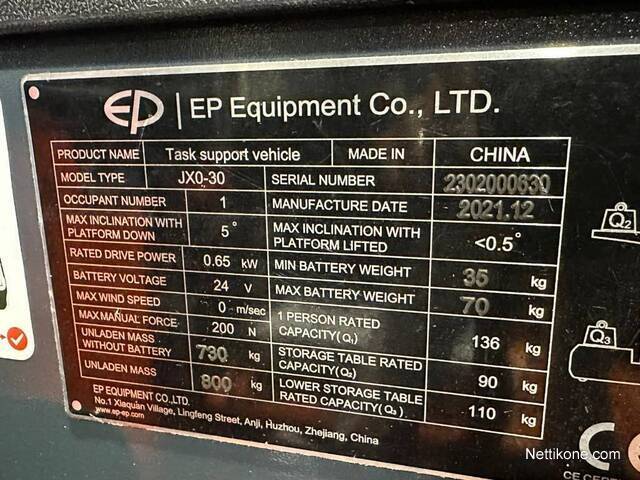 EP | EP Equipment Co., LTD.
PRODUCT NAME Task support vehicle MADE IN CHINA
MODEL TYPE JX0-30 SERIAL NUMBER 2302000630
OCCUPANT NUMBER 1 MANUFACTURE DATE 2021.12
MAX INCLINATION WITH
PLATFORM DOWN 5° MAX INCLINATION WITH
PLATFORM LIFTED <0.5°
RATED DRIVE POWER 0.65 kW MIN BATTERY WEIGHT 35 kg
BATTERY VOLTAGE 24 V MAX BATTERY WEIGHT 70 kg
MAX WIND SPEED 0 m/sec 1 PERSON RATED
CAPACITY(Q₁) 136 kg
MAX MANUAL FORCE 200 N
UNLADEN MASS
WITHOUT BATTERY 730 kg STORAGE TABLE RATED
CAPACITY(Q₂) 90 kg
UNLADEN MASS 800 kg LOWER STORAGE TABLE
RATED CAPACITY(Q₃) 110 kg
EP EQUIPMENT CO.,LTD.
No.1 Xiaquan Village, Lingfeng Street, Anji, Huzhou, Zhejiang, China
www.ep-ep.com
Q₂
Q₃
CE
Nettikone.com